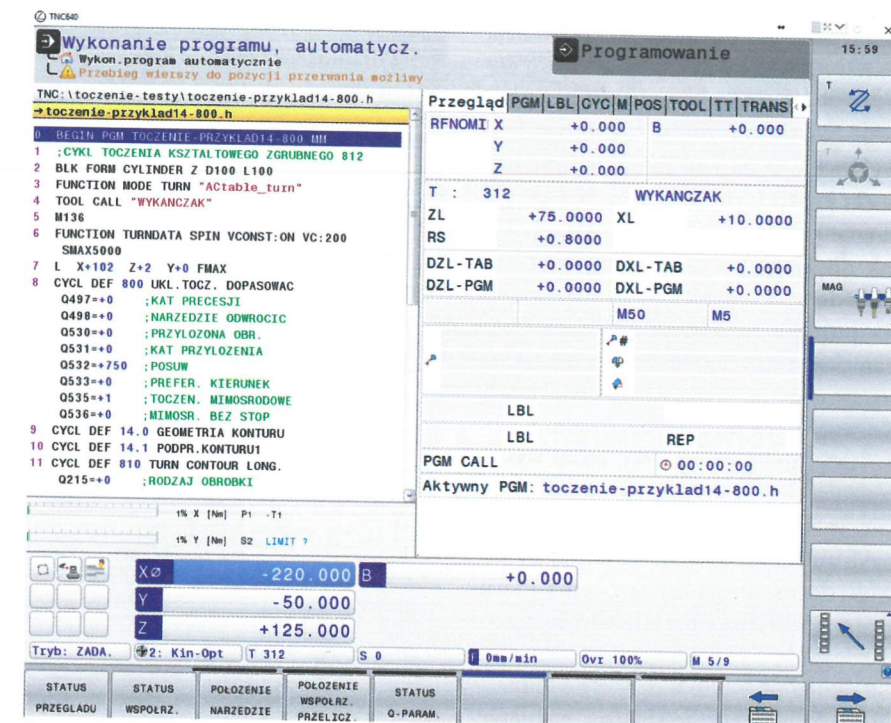 TNC640
Wykonanie programu, automatycz.
Wykon.program automatycznie
Przebieg wierszy do pozycji przerwania możliwy
Programowanie
15:59
TNC:\toczenie-testy\toczenie-przyklad14-800.h
→toczenie-przyklad14-800.h
0 BEGIN PGM TOCZENIE-PRZYKLAD14-800 MM
1 ;CYKL TOCZENIA KSZTALTOWEGO ZGRUBNEGO 812
2 BLK FORM CYLINDER Z D100 L100
3 FUNCTION MODE TURN "ACtable_turn"
4 TOOL CALL "WYKANCZAK"
5 M136
6 FUNCTION TURNDATA SPIN VCONST:ON VC:200
SMAX5000
7 L X+102 Z+2 Y+0 FMAX
8 CYCL DEF 800 UKL.TOCZ. DOPASOWAC
Q497=+0 ;KAT PRECESJI
Q498=+0 ;NARZEDZIE ODWROCIC
Q530=+0 ;PRZYLOZONA OBR.
Q531=+0 ;KAT PRZYLOZENIA
Q532=+750 ;POSUW
Q533=+0 ;PREFER. KIERUNEK
Q535=+1 ;TOCZEN. MIMOSRODOWE
Q536=+0 ;MIMOSR. BEZ STOP
9 CYCL DEF 14.0 GEOMETRIA KONTURU
10 CYCL DEF 14.1 PODPR.KONTURU1
11 CYCL DEF 810 TURN CONTOUR LONG.
Q215=+0 ;RODZAJ OBROBKI
Przegląd PGM LBL CYC M POS TOOL TT TRANS
RFNOMI X +0.000 B +0.000
Y +0.000
Z +0.000
T : 312 WYKANCZAK
ZL +75.0000 XL +10.0000
RS +0.8000
DZL-TAB +0.0000 DXL-TAB +0.0000
DZL-PGM +0.0000 DXL-PGM +0.0000
M50 M5
#
LBL
LBL REP
PGM CALL 00:00:00
Aktywny PGM: toczenie-przyklad14-800.h
T
T
MAG
1% X [Nm] P1 -T1
1% Y [Nm] S2 LIMIT ?
XØ -220.000 B +0.000
Y -50.000
Z +125.000
Tryb: ZADA. 2: Kin-Opt T 312 S 0 F 0mm/min Ovr 100% M 5/9
STATUS PRZEGLĄDU
STATUS WSPÓŁRZ.
POŁOŻENIE NARZĘDZIE
POŁOŻENIE WSPÓŁRZ. PRZELICZ.
STATUS Q-PARAM.